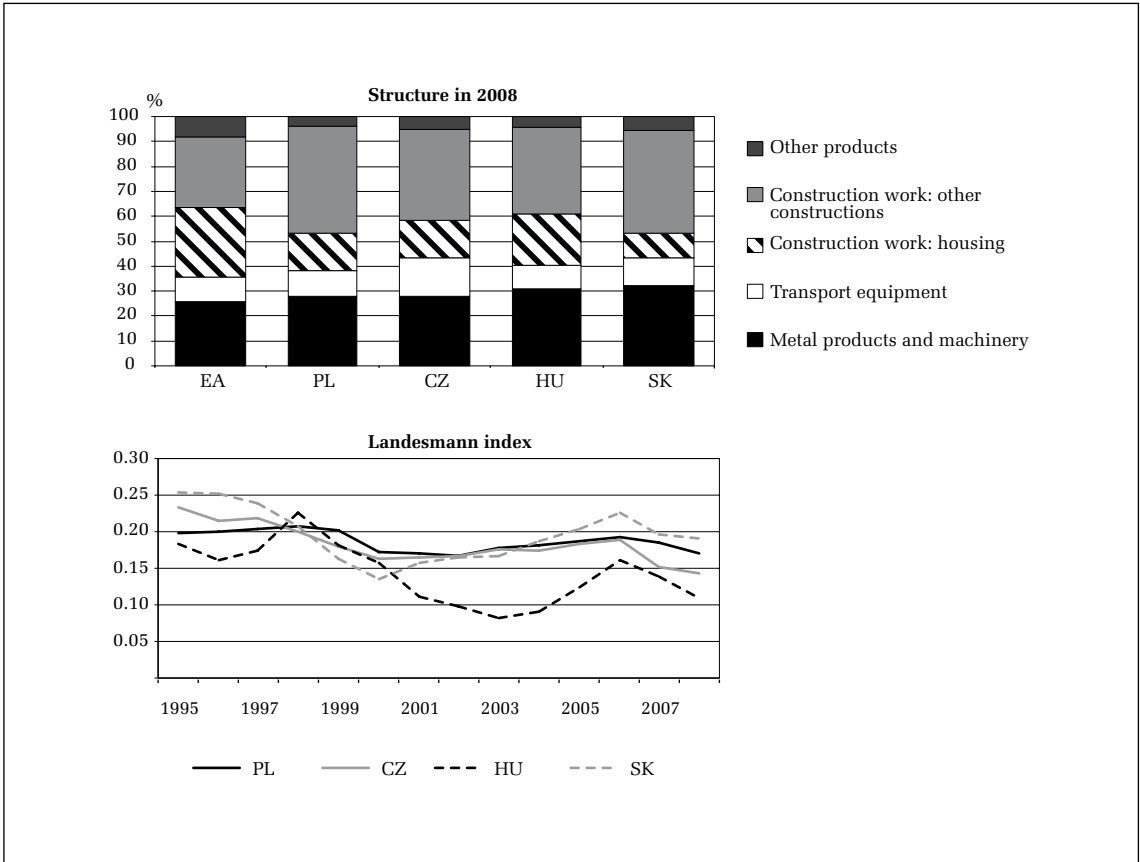 Structure in 2008
%
100
90
80
70
60
50
40
30
20
10
0
EA PL CZ HU SK
Other products
Construction work: other
constructions
Construction work: housing
Transport equipment
Metal products and machinery
Landesmann index
0.30
0.25
0.20
0.15
0.10
0.05
1995 1997 1999 2001 2003 2005 2007
PL CZ HU SK